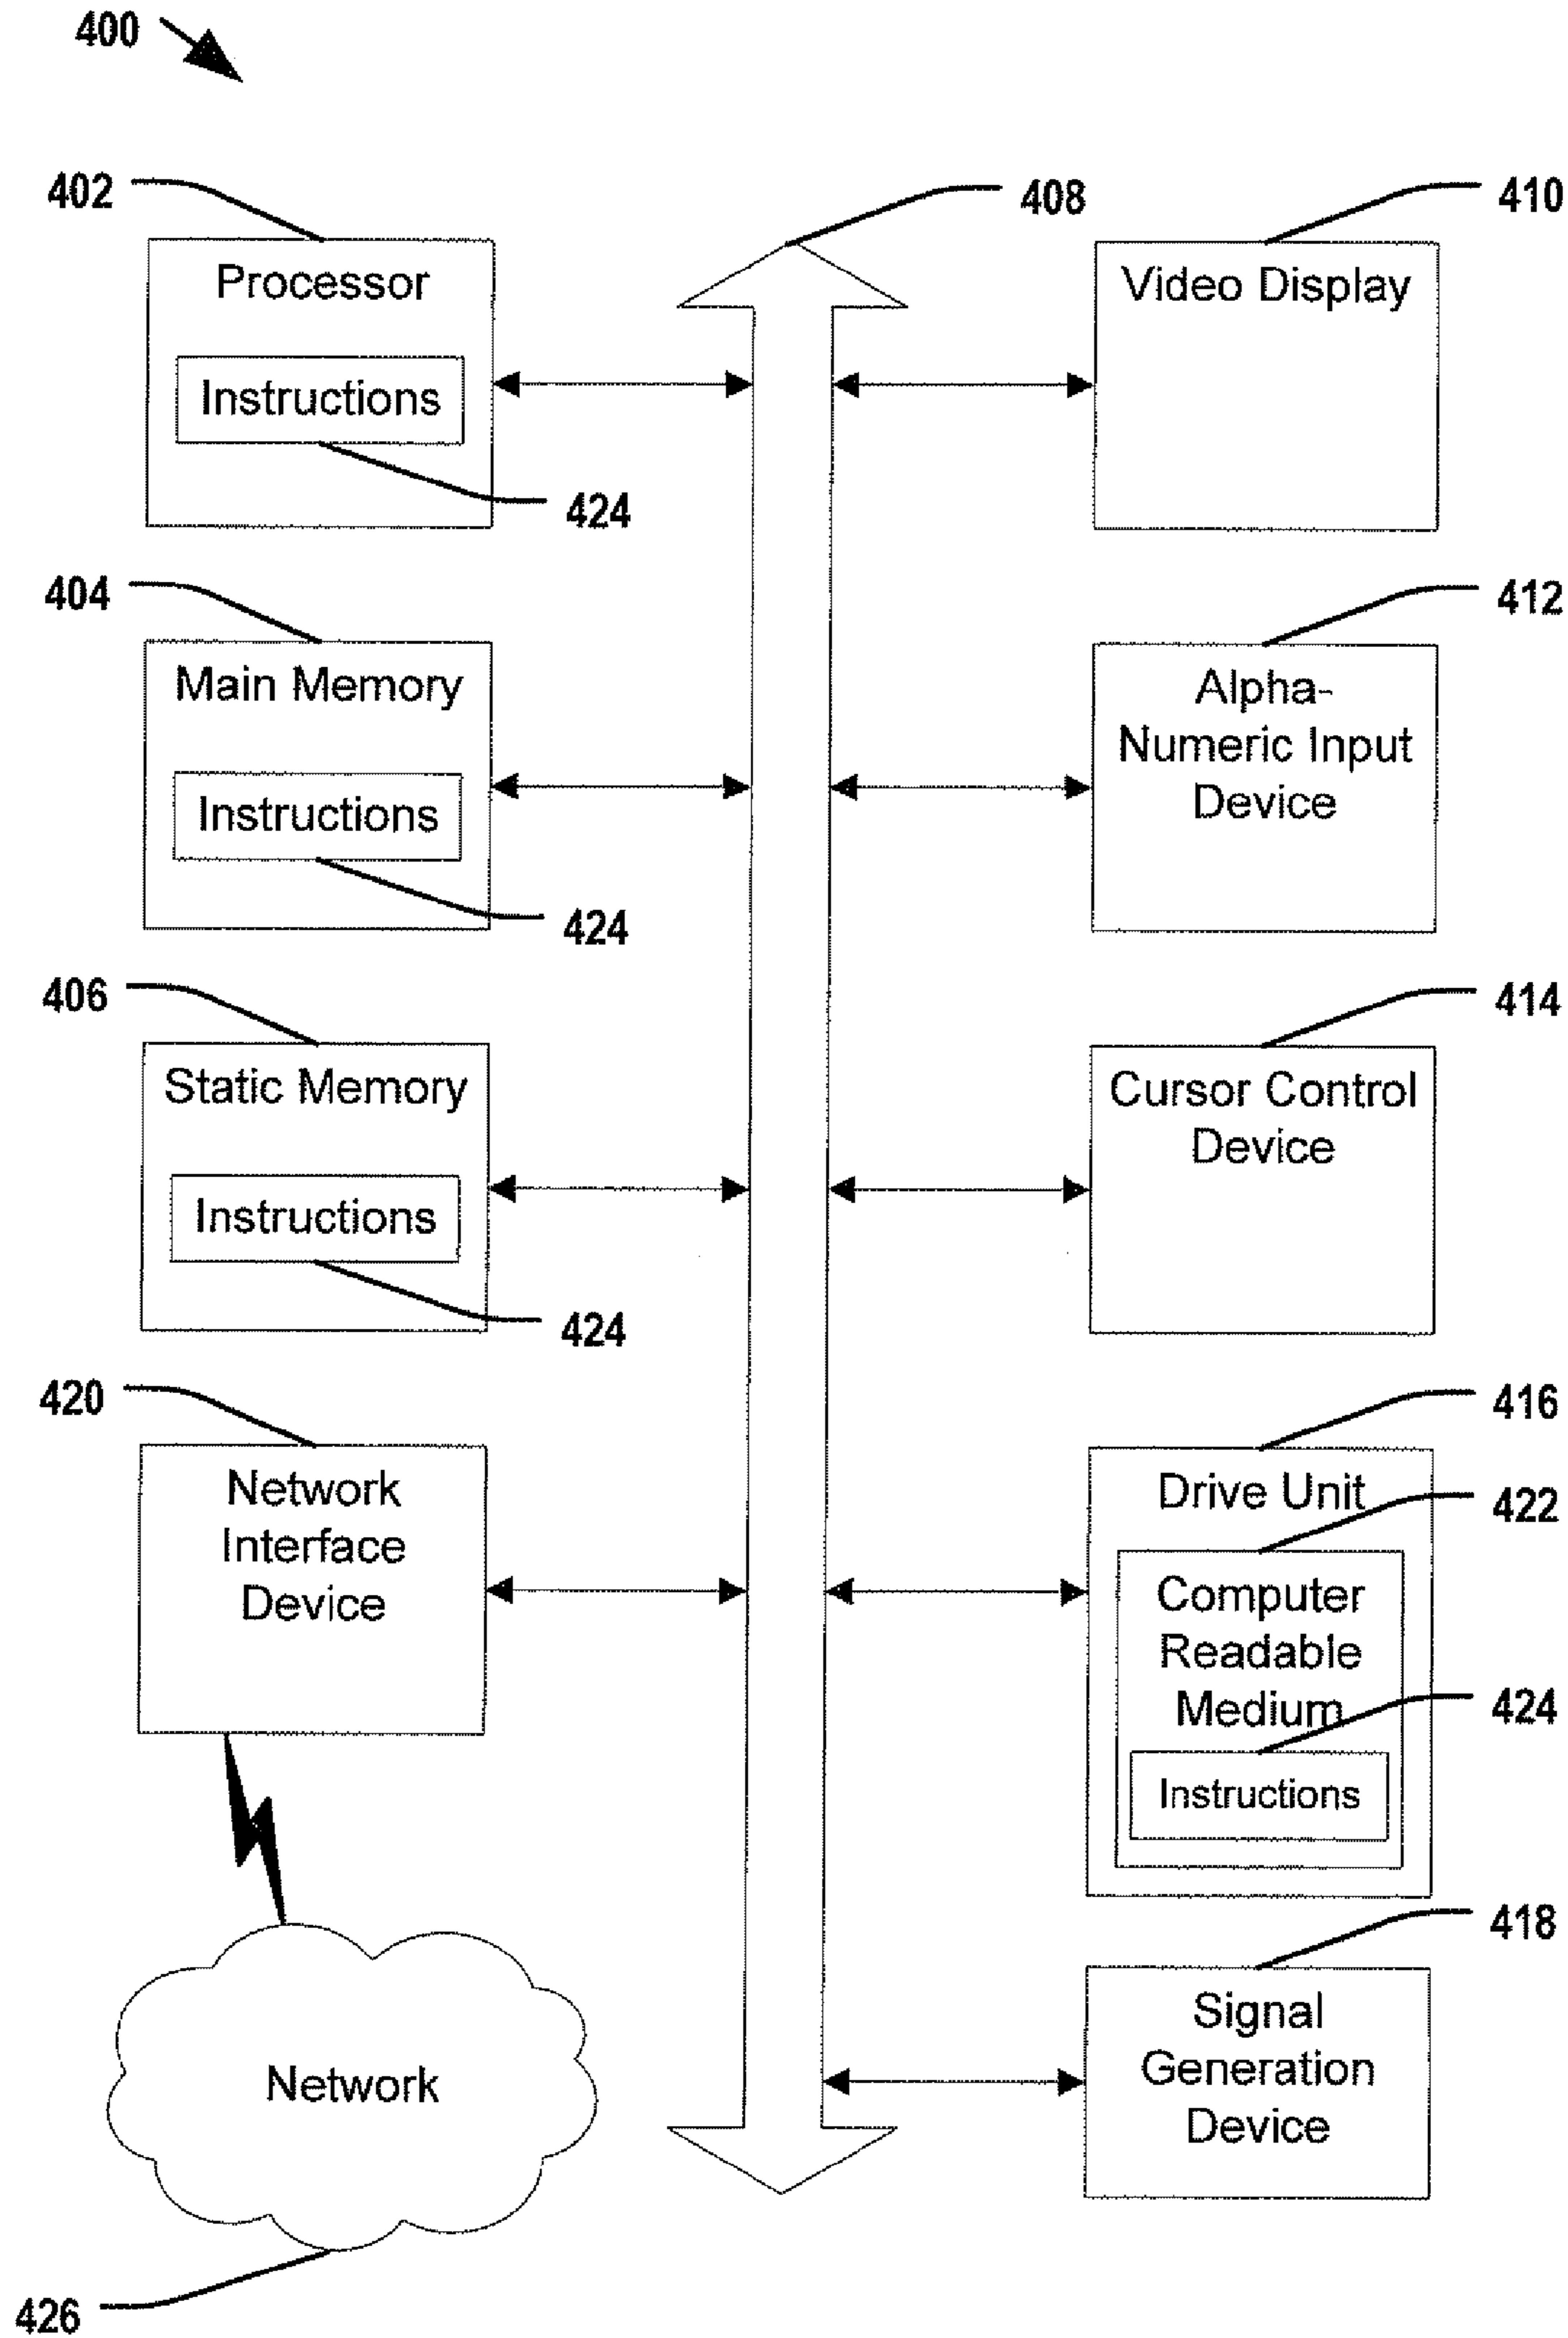 400
402
Processor
Instructions
424
408
410
Video Display
404
Main Memory
Instructions
424
412
Alpha-
Numeric Input
Device
406
Static Memory
Instructions
424
414
Cursor Control
Device
420
Network
Interface
Device
416
Drive Unit
422
Computer
Readable
Medium
424
Instructions
Network
426
418
Signal
Generation
Device